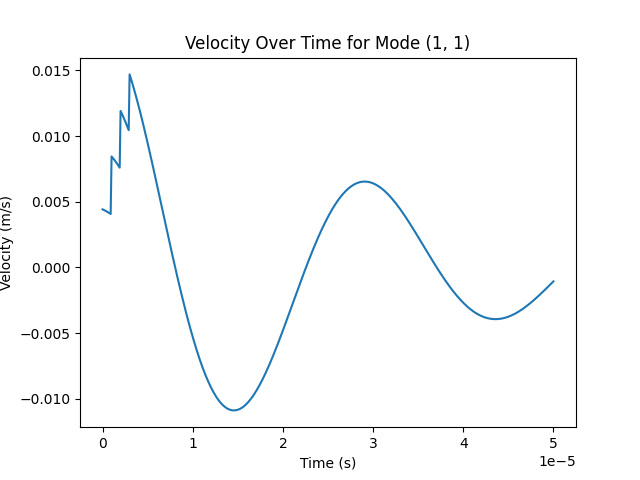 Velocity Over Time for Mode (1, 1)
0.015
0.010
0.005
0.000
−0.005
−0.010
Velocity (m/s)
0 1 2 3 4 5
1e−5
Time (s)